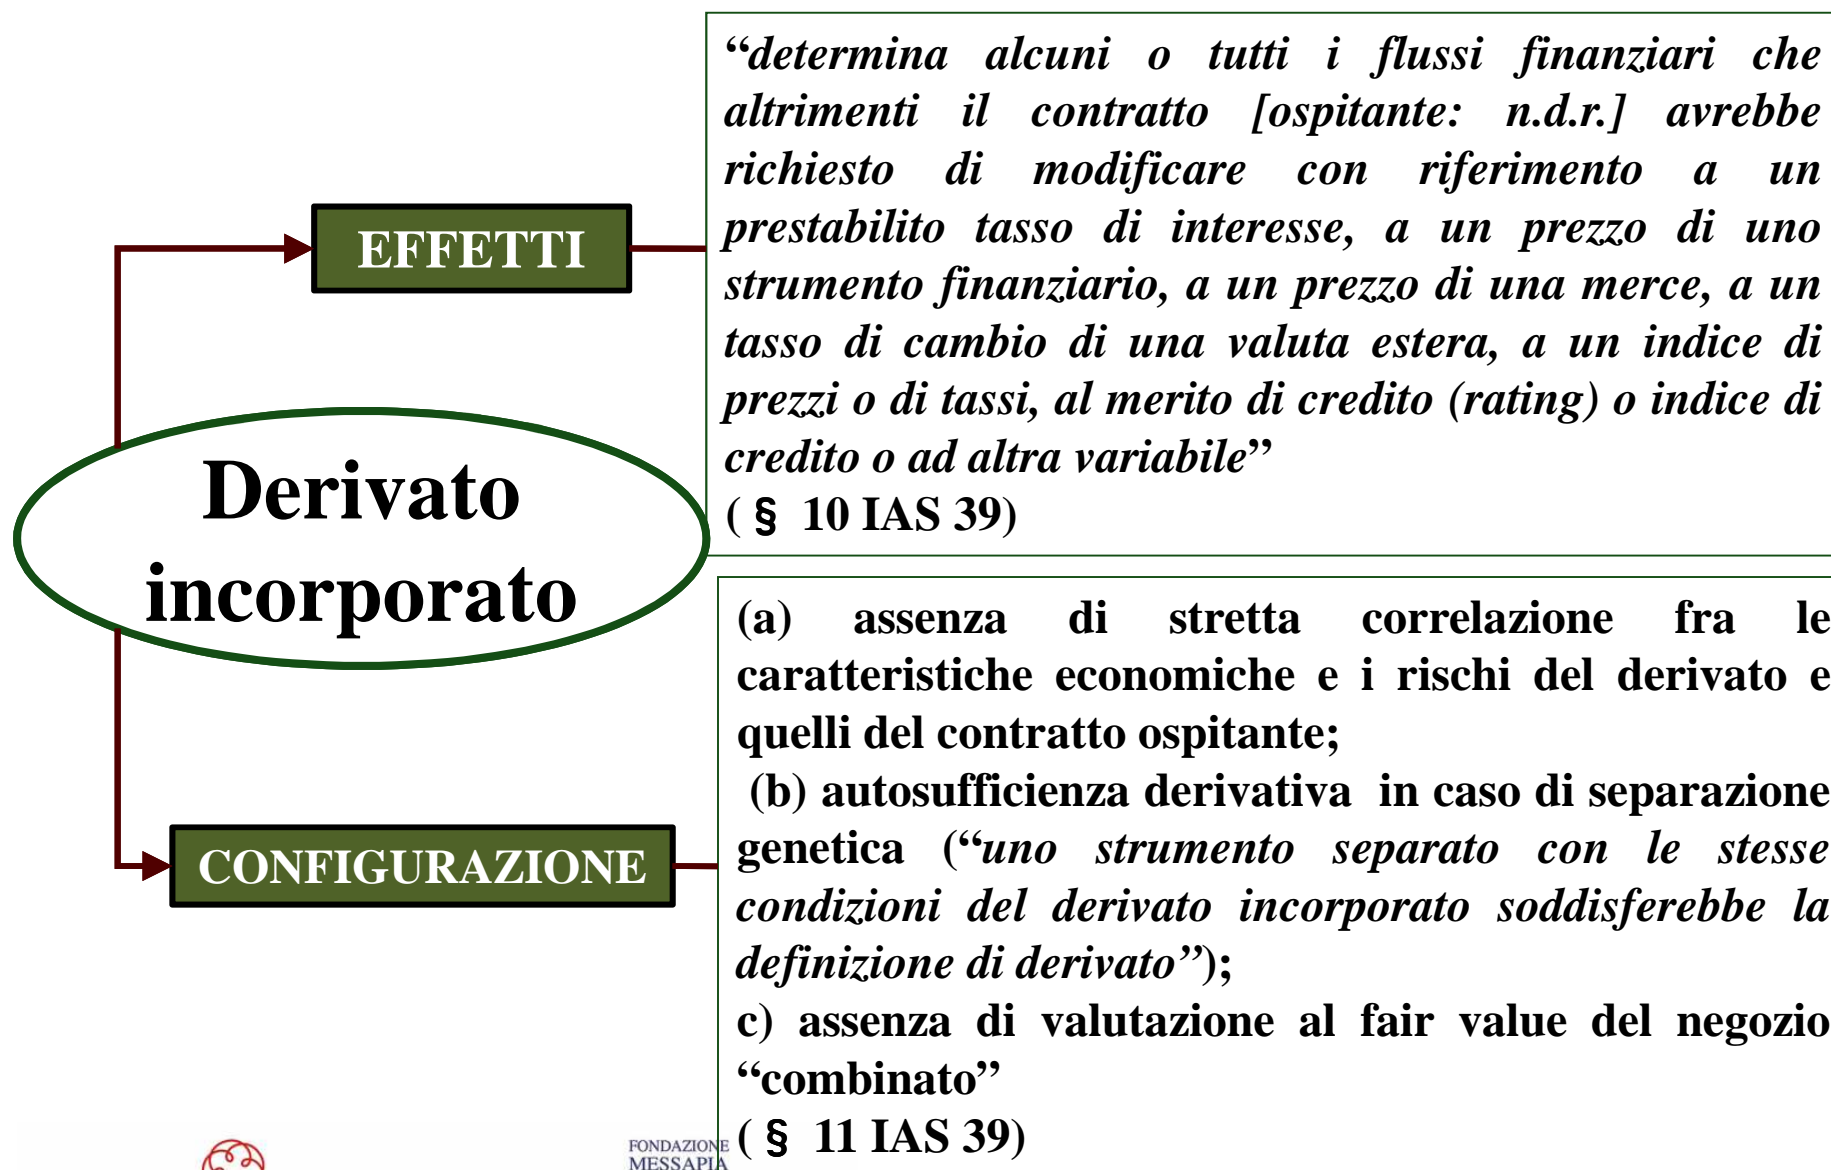 “determina alcuni o tutti i flussi finanziari che
altrimenti il contratto [ospitante: n.d.r.] avrebbe
richiesto di modificare con riferimento a un
prestabilito tasso di interesse, a un prezzo di uno
strumento finanziario, a un prezzo di una merce, a un
tasso di cambio di una valuta estera, a un indice di
prezzi o di tassi, al merito di credito (rating) o indice di
credito o ad altra variabile”
( § 10 IAS 39)
EFFETTI
Derivato
incorporato
CONFIGURAZIONE
(a) assenza di stretta correlazione fra le
caratteristiche economiche e i rischi del derivato e
quelli del contratto ospitante;
(b) autosufficienza derivativa in caso di separazione
genetica (“uno strumento separato con le stesse
condizioni del derivato incorporato soddisferebbe la
definizione di derivato”);
c) assenza di valutazione al fair value del negozio
“combinato”
( § 11 IAS 39)
FONDAZIONE
MESSAPIA